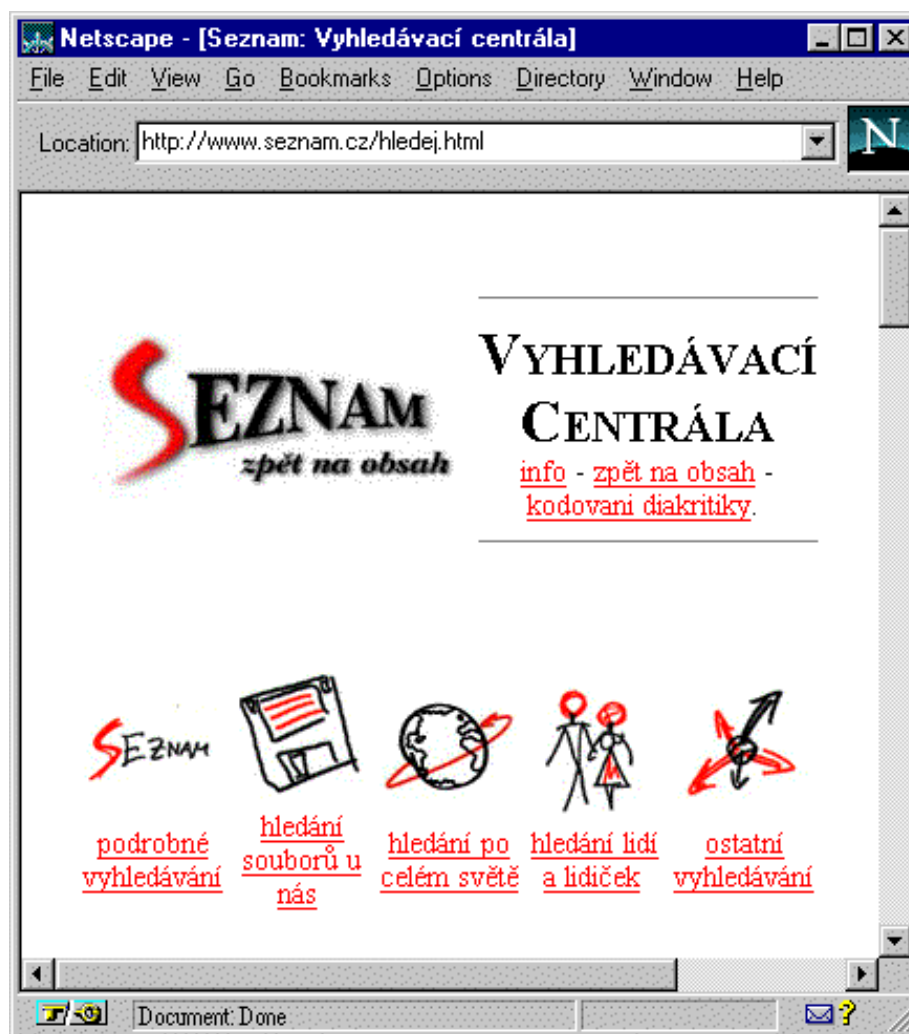 Netscape - [Seznam: Vyhledávací centrála]
File Edit View Go Bookmarks Options Directory Window Help
Location: http://www.seznam.cz/hledej.html
N
SEZNAM
zpět na obsah
VYHLEDÁVACÍ
CENTRÁLA
info - zpět na obsah -
kodovani diakritiky.
SEZNAM
podrobné
vyhledávání
hledání
souborů u
nás
hledání po
celém světě
hledání lidí
a lidiček
ostatní
vyhledávání
Document: Done
?